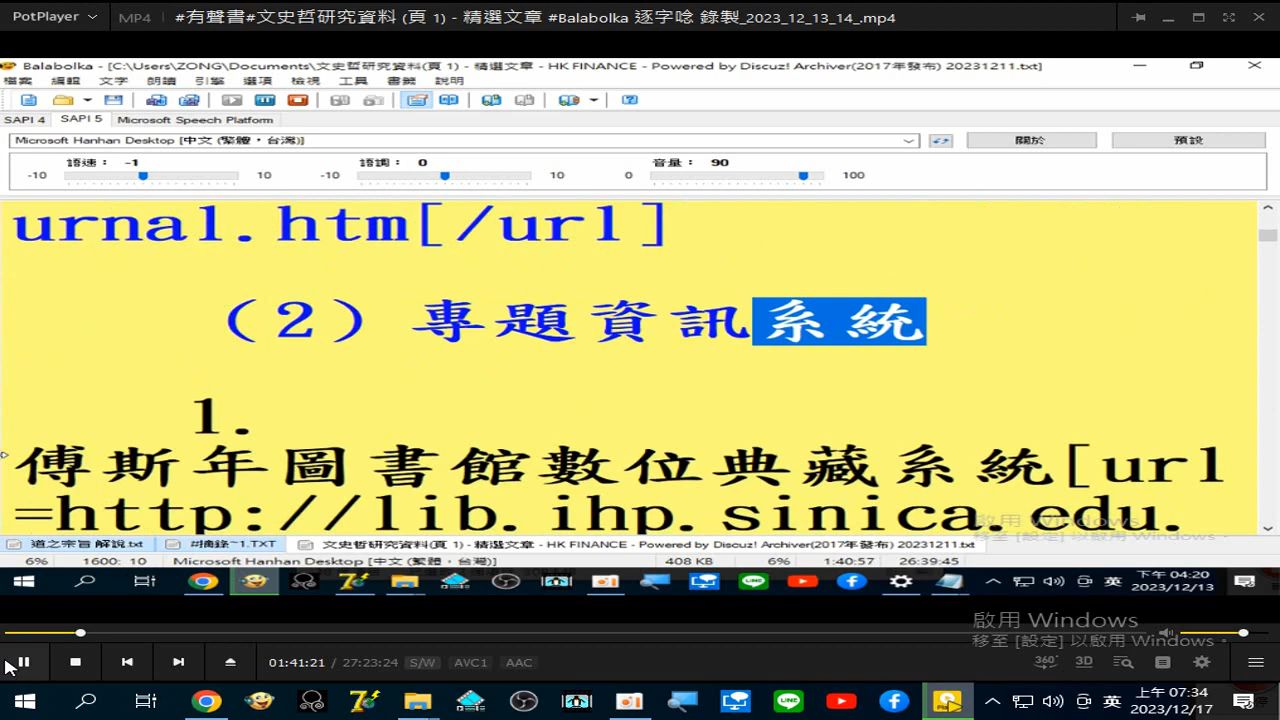 PotPlayer MP4 #有聲書#文史哲研究資料 (頁 1) - 精選文章 #Balabolka 逐字唸 錄製_2023_12_13_14_.mp4
Balabolka - [C:\Users\ZONG\Documents\文史哲研究資料(頁 1) - 精選文章 - HK FINANCE - Powered by Discuz! Archiver(2017年發布) 20231211.txt]
檔案 編輯 文字 朗讀 引擎 選項 檢視 工具 書籤 說明
SAPI 4 SAPI 5 Microsoft Speech Platform
Microsoft Hanhan Desktop [中文 (繁體，台灣)] 關於 預設
語速： -1 語調： 0 音量： 90
-10 10 -10 10 0 100
urnal.htm[/url]
（2）專題資訊系統
1.
傅斯年圖書館數位典藏系統[url
=http://lib.ihp.sinica.edu.
啟用 Windows
移至 [設定] 以啟用 Windows。
道之宗旨 解說.txt #摘錄~1.TXT 文史哲研究資料(頁 1) - 精選文章 - HK FINANCE - Powered by Discuz! Archiver(2017年發布) 20231211.txt
6% 1600: 10 Microsoft Hanhan Desktop [中文 (繁體，台灣)] 408 KB 6% 1:40:57 26:39:45
英 下午 04:20
2023/12/13
啟用 Windows
移至 [設定] 以啟用 Windows。
01:41:21 / 27:23:24 S/W AVC1 AAC 360° 3D
英 上午 07:34
2023/12/17